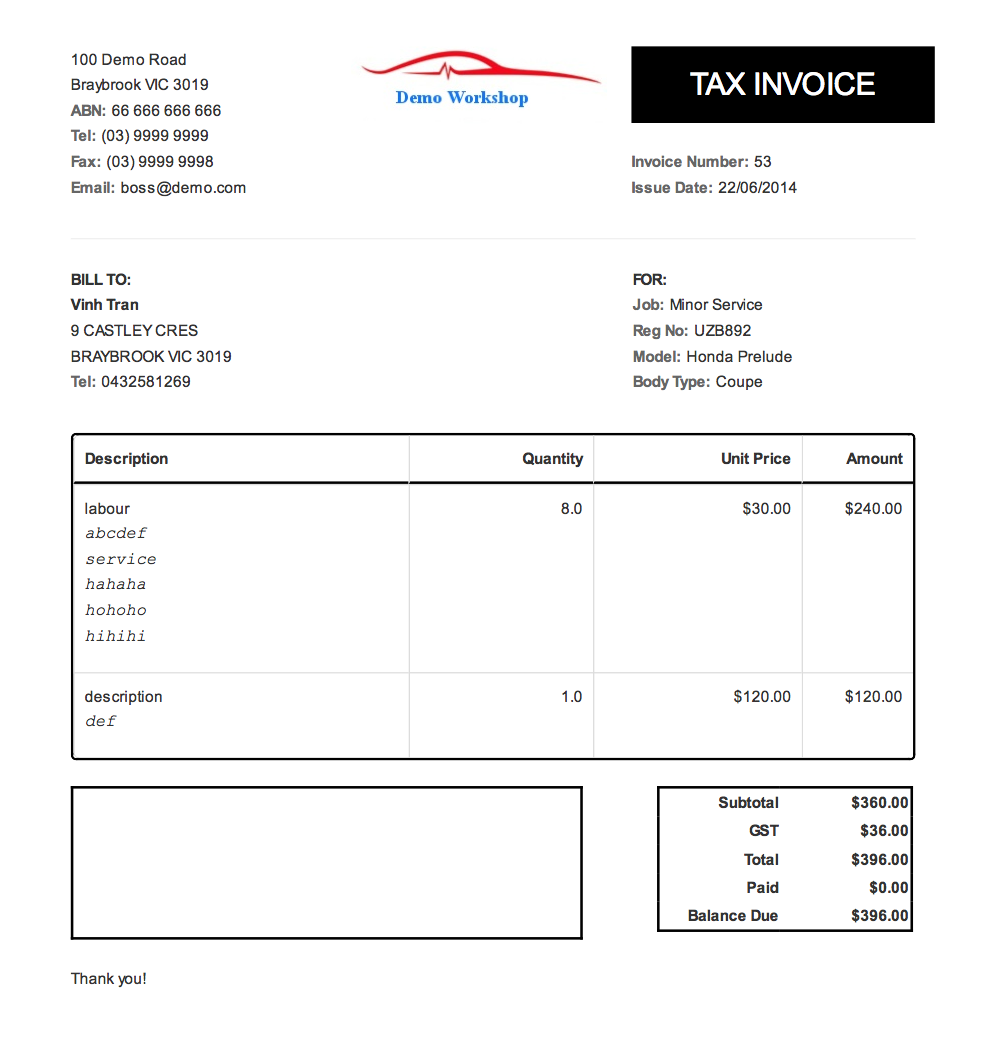 100 Demo Road
Braybrook VIC 3019
ABN: 66 666 666 666
Tel: (03) 9999 9999
Fax: (03) 9999 9998
Email: boss@demo.com
Demo Workshop
TAX INVOICE
Invoice Number: 53
Issue Date: 22/06/2014
BILL TO:
Vinh Tran
9 CASTLEY CRES
BRAYBROOK VIC 3019
Tel: 0432581269
FOR:
Job: Minor Service
Reg No: UZB892
Model: Honda Prelude
Body Type: Coupe
Description Quantity Unit Price Amount
labour 8.0 $30.00 $240.00
abcdef
service
hahaha
hohoho
hihihi
description 1.0 $120.00 $120.00
def
Subtotal $360.00
GST $36.00
Total $396.00
Paid $0.00
Balance Due $396.00
Thank you!